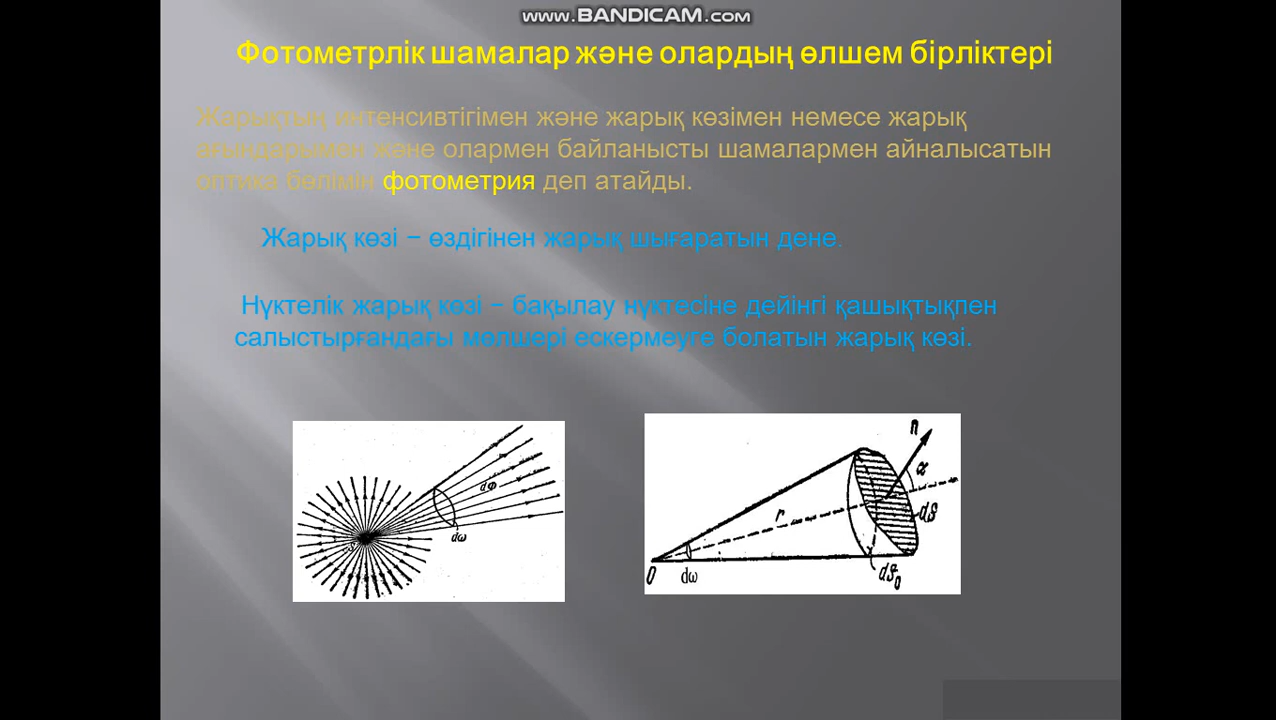 www.BANDICAM.com
Фотометрлік шамалар және олардың өлшем бірліктері
Жарықтың интенсивтігімен және жарық көзімен немесе жарық
ағындарымен және олармен байланысты шамалармен айналысатын
оптика бөлімін фотометрия деп атайды.
Жарық көзі – өздігінен жарық шығаратын дене.
Нүктелік жарық көзі – бақылау нүктесіне дейінгі қашықтықпен
салыстырғандағы мөлшері ескермеуге болатын жарық көзі.
dФ
dω
n
α
r
dS
O
dω
dS₀